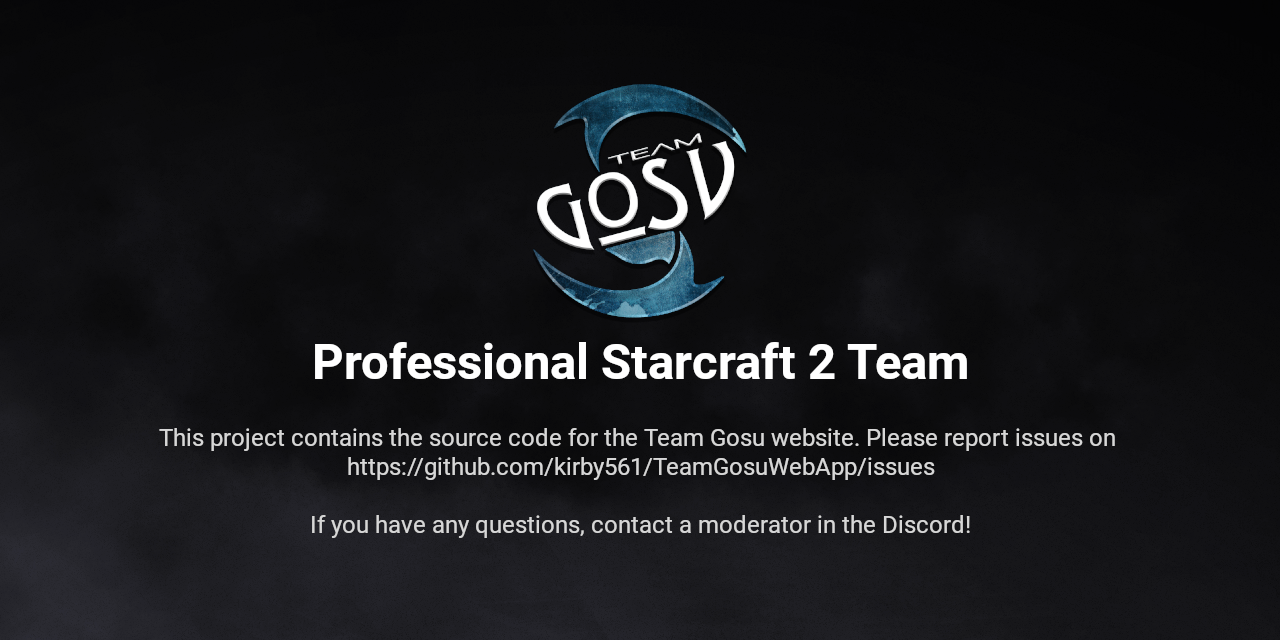 TEAM
GOSU
Professional Starcraft 2 Team
This project contains the source code for the Team Gosu website. Please report issues on
https://github.com/kirby561/TeamGosuWebApp/issues
If you have any questions, contact a moderator in the Discord!